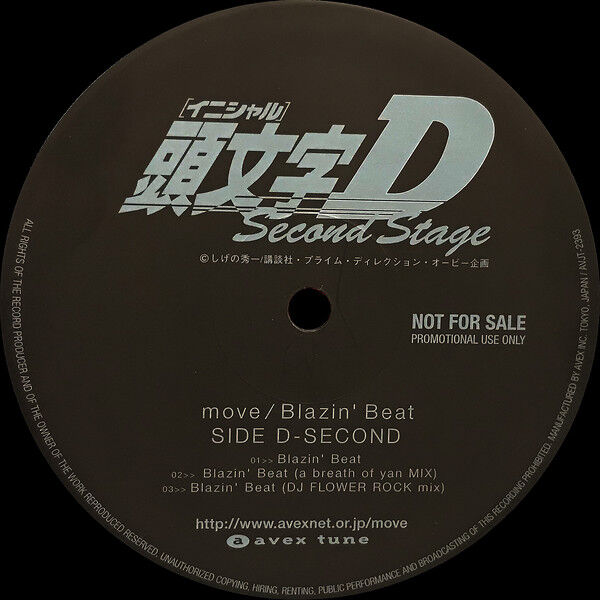 [イニシャル]
頭文字D
Second Stage
©しげの秀一/講談社・プライム・ディレクション・オービー企画
NOT FOR SALE
PROMOTIONAL USE ONLY
move/Blazin' Beat
SIDE D-SECOND
01>> Blazin' Beat
02>> Blazin' Beat (a breath of yan MIX)
03>> Blazin' Beat (DJ FLOWER ROCK mix)
http://www.avexnet.or.jp/move
a avex tune
ALL RIGHTS OF THE RECORD PRODUCER AND OF THE OWNER OF THE WORK REPRODUCED RESERVED. UNAUTHORIZED COPYING, HIRING, RENTING, PUBLIC PERFORMANCE AND BROADCASTING OF THIS RECORDING PROHIBITED. MANUFACTURED BY AVEX INC. TOKYO, JAPAN / AVJT-2393